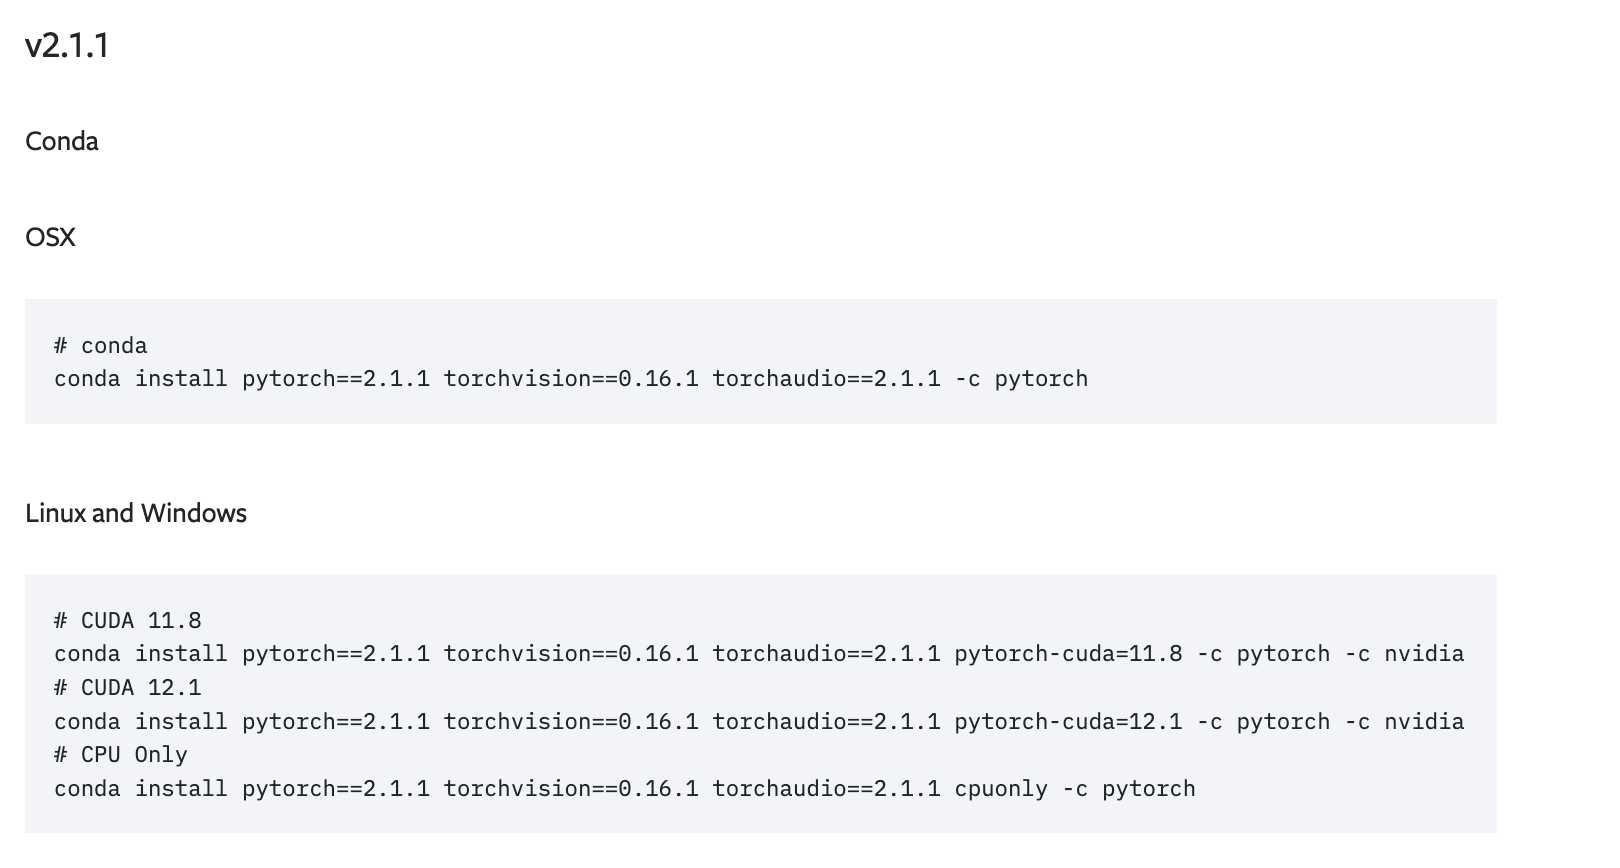 v2.1.1
Conda
OSX
# conda
conda install pytorch==2.1.1 torchvision==0.16.1 torchaudio==2.1.1 -c pytorch
Linux and Windows
# CUDA 11.8
conda install pytorch==2.1.1 torchvision==0.16.1 torchaudio==2.1.1 pytorch-cuda=11.8 -c pytorch -c nvidia
# CUDA 12.1
conda install pytorch==2.1.1 torchvision==0.16.1 torchaudio==2.1.1 pytorch-cuda=12.1 -c pytorch -c nvidia
# CPU Only
conda install pytorch==2.1.1 torchvision==0.16.1 torchaudio==2.1.1 cpuonly -c pytorch